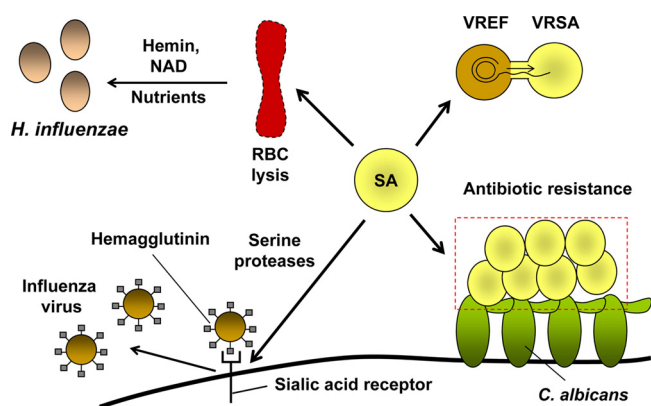 Hemin,
NAD
Nutrients
H. influenzae
RBC
lysis
VREF
VRSA
SA
Antibiotic resistance
Hemagglutinin
Serine
proteases
Influenza
virus
Sialic acid receptor
C. albicans